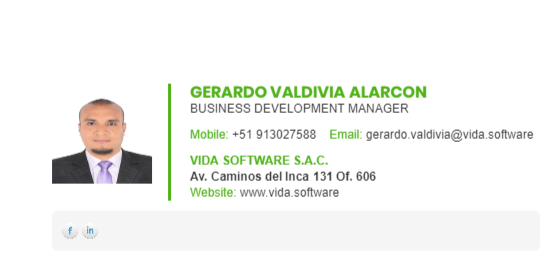 GERARDO VALDIVIA ALARCON
BUSINESS DEVELOPMENT MANAGER
Mobile: +51 913027588 Email: gerardo.valdivia@vida.software
VIDA SOFTWARE S.A.C.
Av. Caminos del Inca 131 Of. 606
Website: www.vida.software
f in